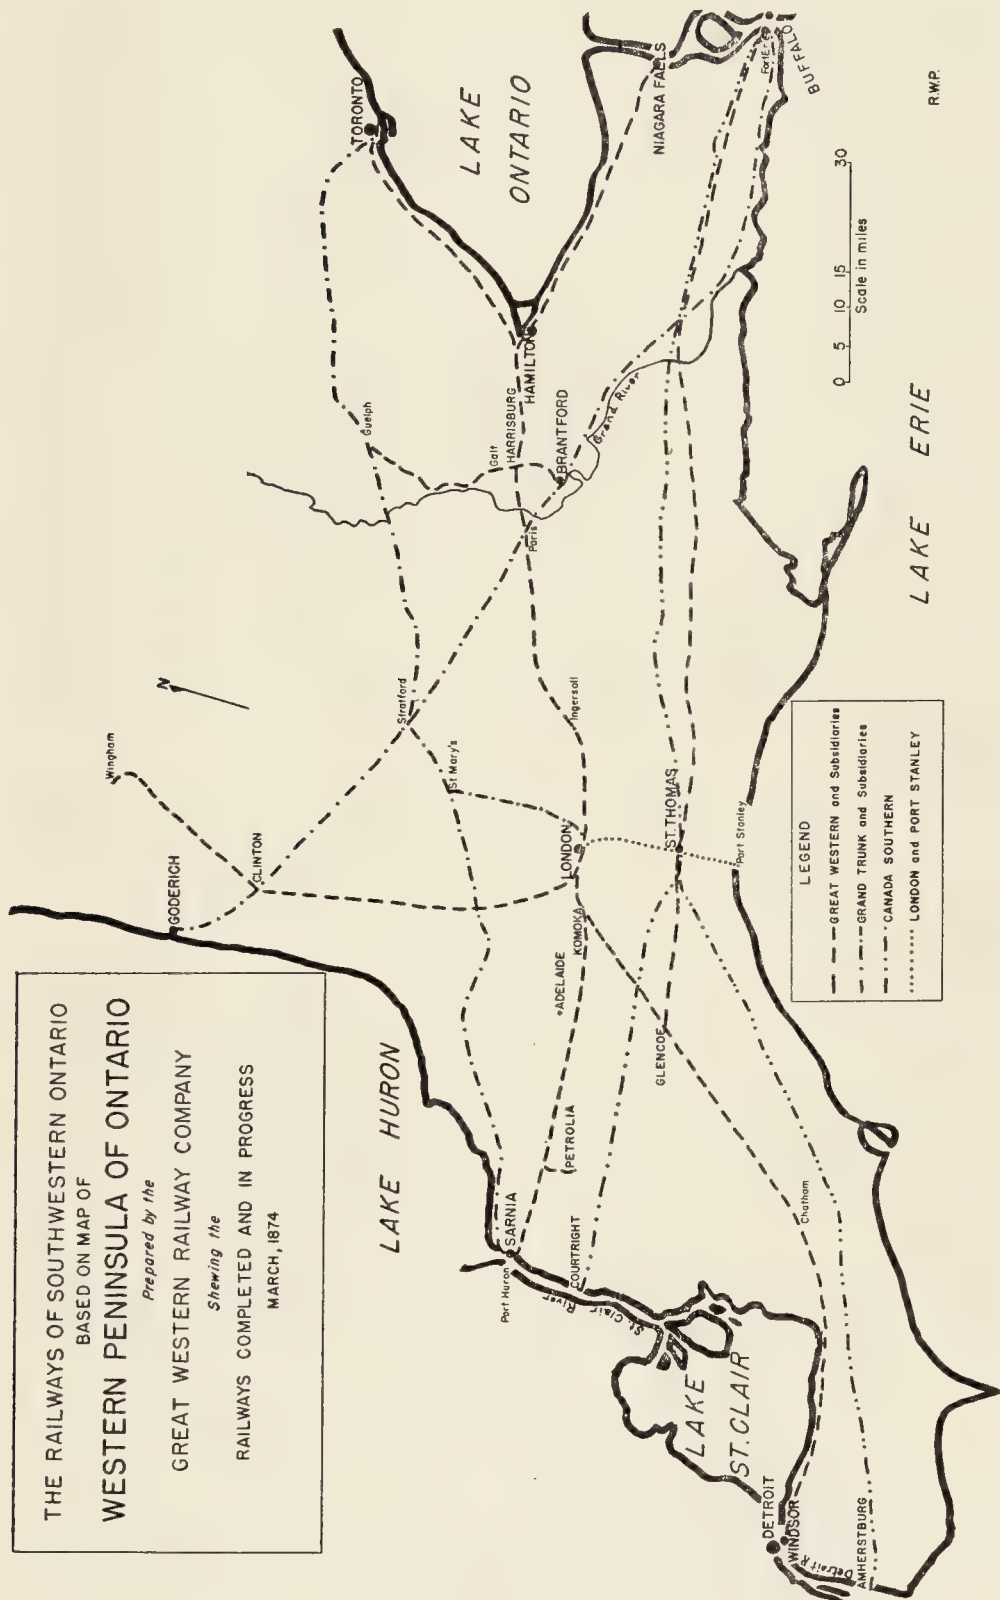 THE RAILWAYS OF SOUTHWESTERN ONTARIO
BASED ON MAP OF
WESTERN PENINSULA OF ONTARIO
Prepared by the
GREAT WESTERN RAILWAY COMPANY
Shewing the
RAILWAYS COMPLETED AND IN PROGRESS
MARCH, 1874
N
Wingham
GODERICH
CLINTON
LAKE HURON
Stratford
St Mary's
Guelph
TORONTO
LAKE
ONTARIO
Galt
HARRISBURG
HAMILTON
Paris
BRANTFORD
Grand River
NIAGARA FALLS
Fort Erie
BUFFALO
Ingersoll
LONDON
KOMOKA
ADELAIDE
PETROLIA
SARNIA
Port Huron
COURTRIGHT
St. Clair River
GLENCOE
ST. THOMAS
Port Stanley
Chatham
LAKE
ST. CLAIR
DETROIT
WINDSOR
Detroit R.
AMHERSTBURG
LAKE ERIE
LEGEND
GREAT WESTERN and Subsidiaries
GRAND TRUNK and Subsidiaries
CANADA SOUTHERN
LONDON and PORT STANLEY
0 5 10 15 30
Scale in miles
R.W.P.